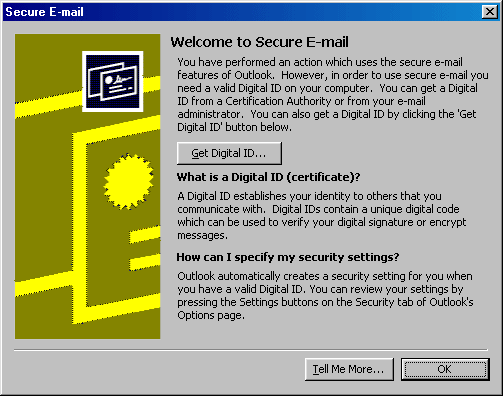 Secure E-mail
Welcome to Secure E-mail
You have performed an action which uses the secure e-mail
features of Outlook.  However, in order to use secure e-mail you
need a valid Digital ID on your computer.  You can get a Digital
ID from a Certification Authority or from your e-mail
administrator.  You can also get a Digital ID by clicking the 'Get
Digital ID' button below.
Get Digital ID...
What is a Digital ID (certificate)?
A Digital ID establishes your identity to others that you
communicate with.  Digital IDs contain a unique digital code
which can be used to verify your digital signature or encrypt
messages.
How can I specify my security settings?
Outlook automatically creates a security setting for you when
you have a valid Digital ID. You can review your settings by
pressing the Settings buttons on the Security tab of Outlook's
Options page.
Tell Me More...
OK